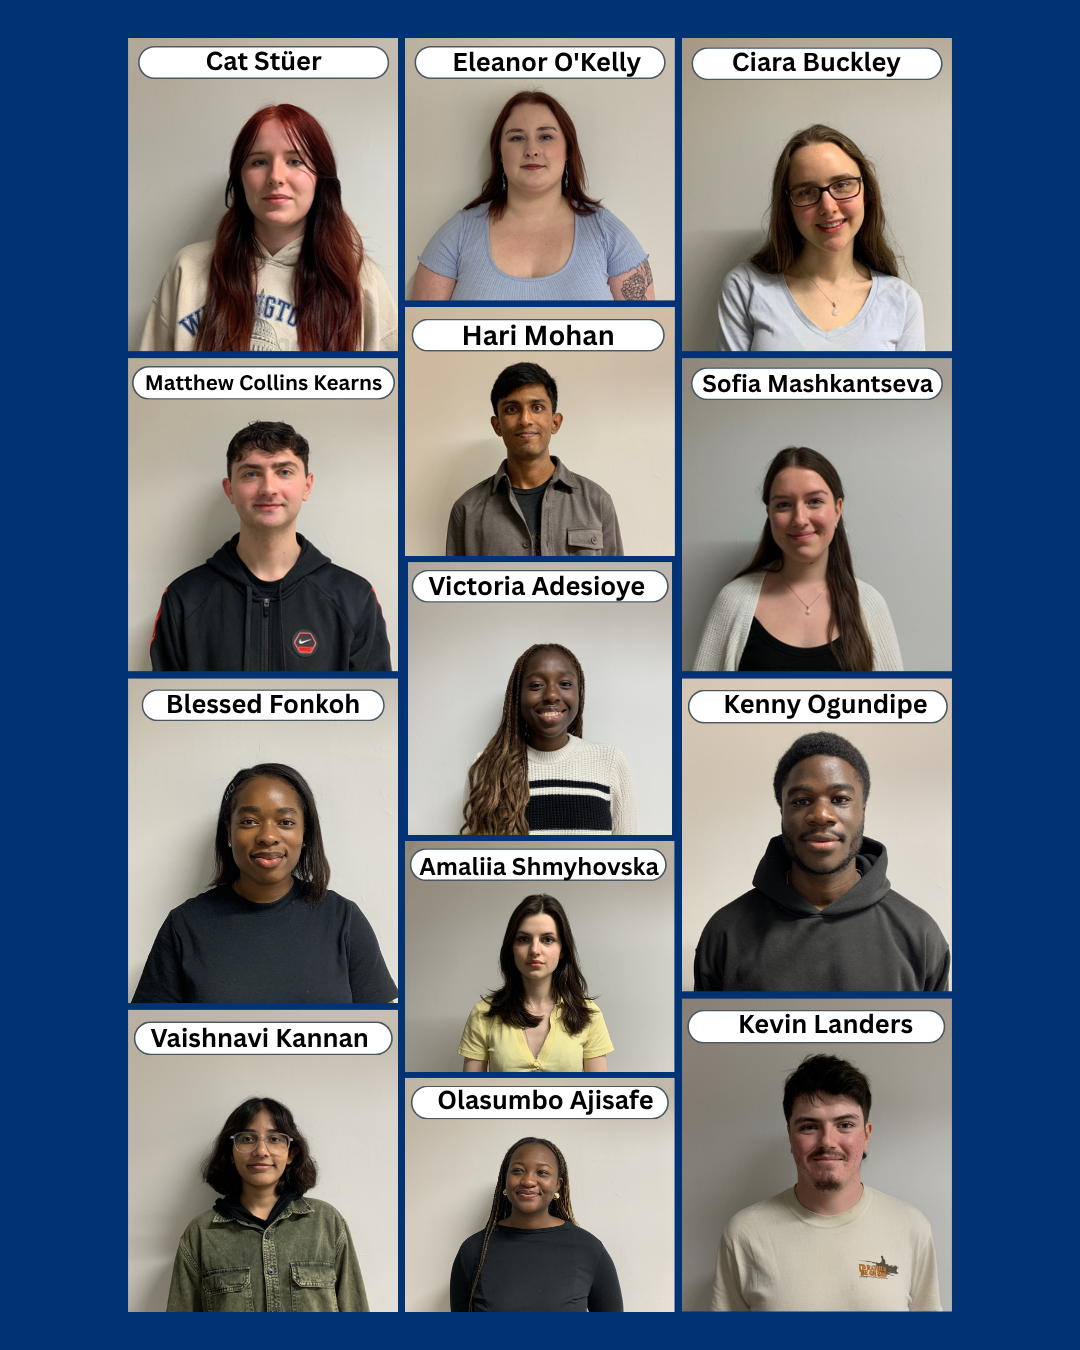 Cat Stüer
Eleanor O'Kelly
Ciara Buckley
Hari Mohan
Matthew Collins Kearns
Sofia Mashkantseva
Victoria Adesioye
Blessed Fonkoh
Kenny Ogundipe
Amaliia Shmyhovska
Vaishnavi Kannan
Kevin Landers
Olasumbo Ajisafe